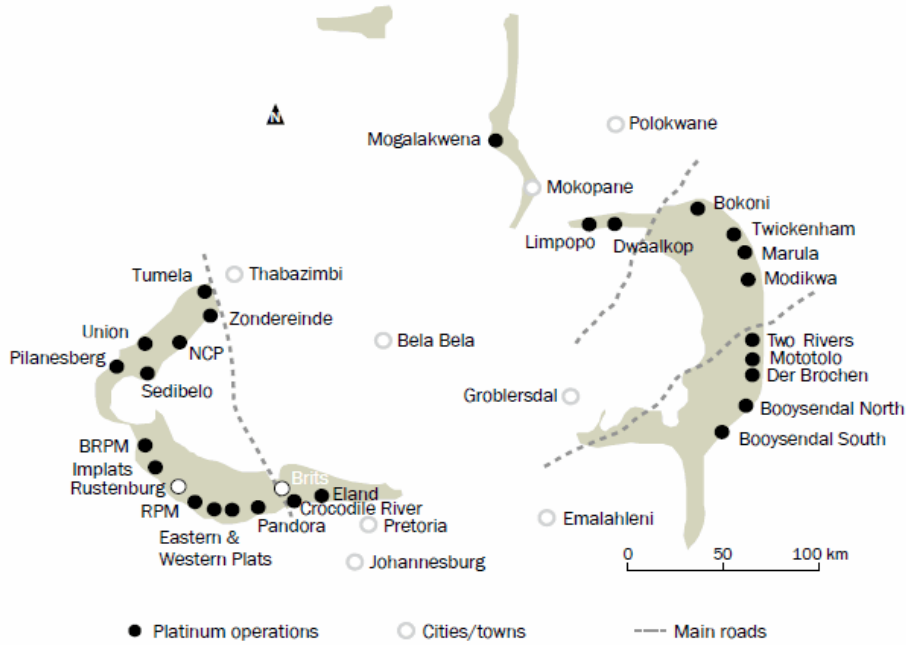 N
Polokwane
Mogalakwena
Mokopane
Bokoni
Twickenham
Limpopo
Dwaalkop
Marula
Modikwa
Tumela
Thabazimbi
Zondereinde
Union
NCP
Bela Bela
Two Rivers
Pilanesberg
Mototolo
Der Brochen
Sedibelo
Groblersdal
Booysendal North
Booysendal South
BRPM
Implats
Rustenburg
Brits
Eland
RPM
Crocodile River
Pandora
Pretoria
Emalahleni
Eastern &
Western Plats
Johannesburg
0 50 100 km
Platinum operations
Cities/towns
Main roads